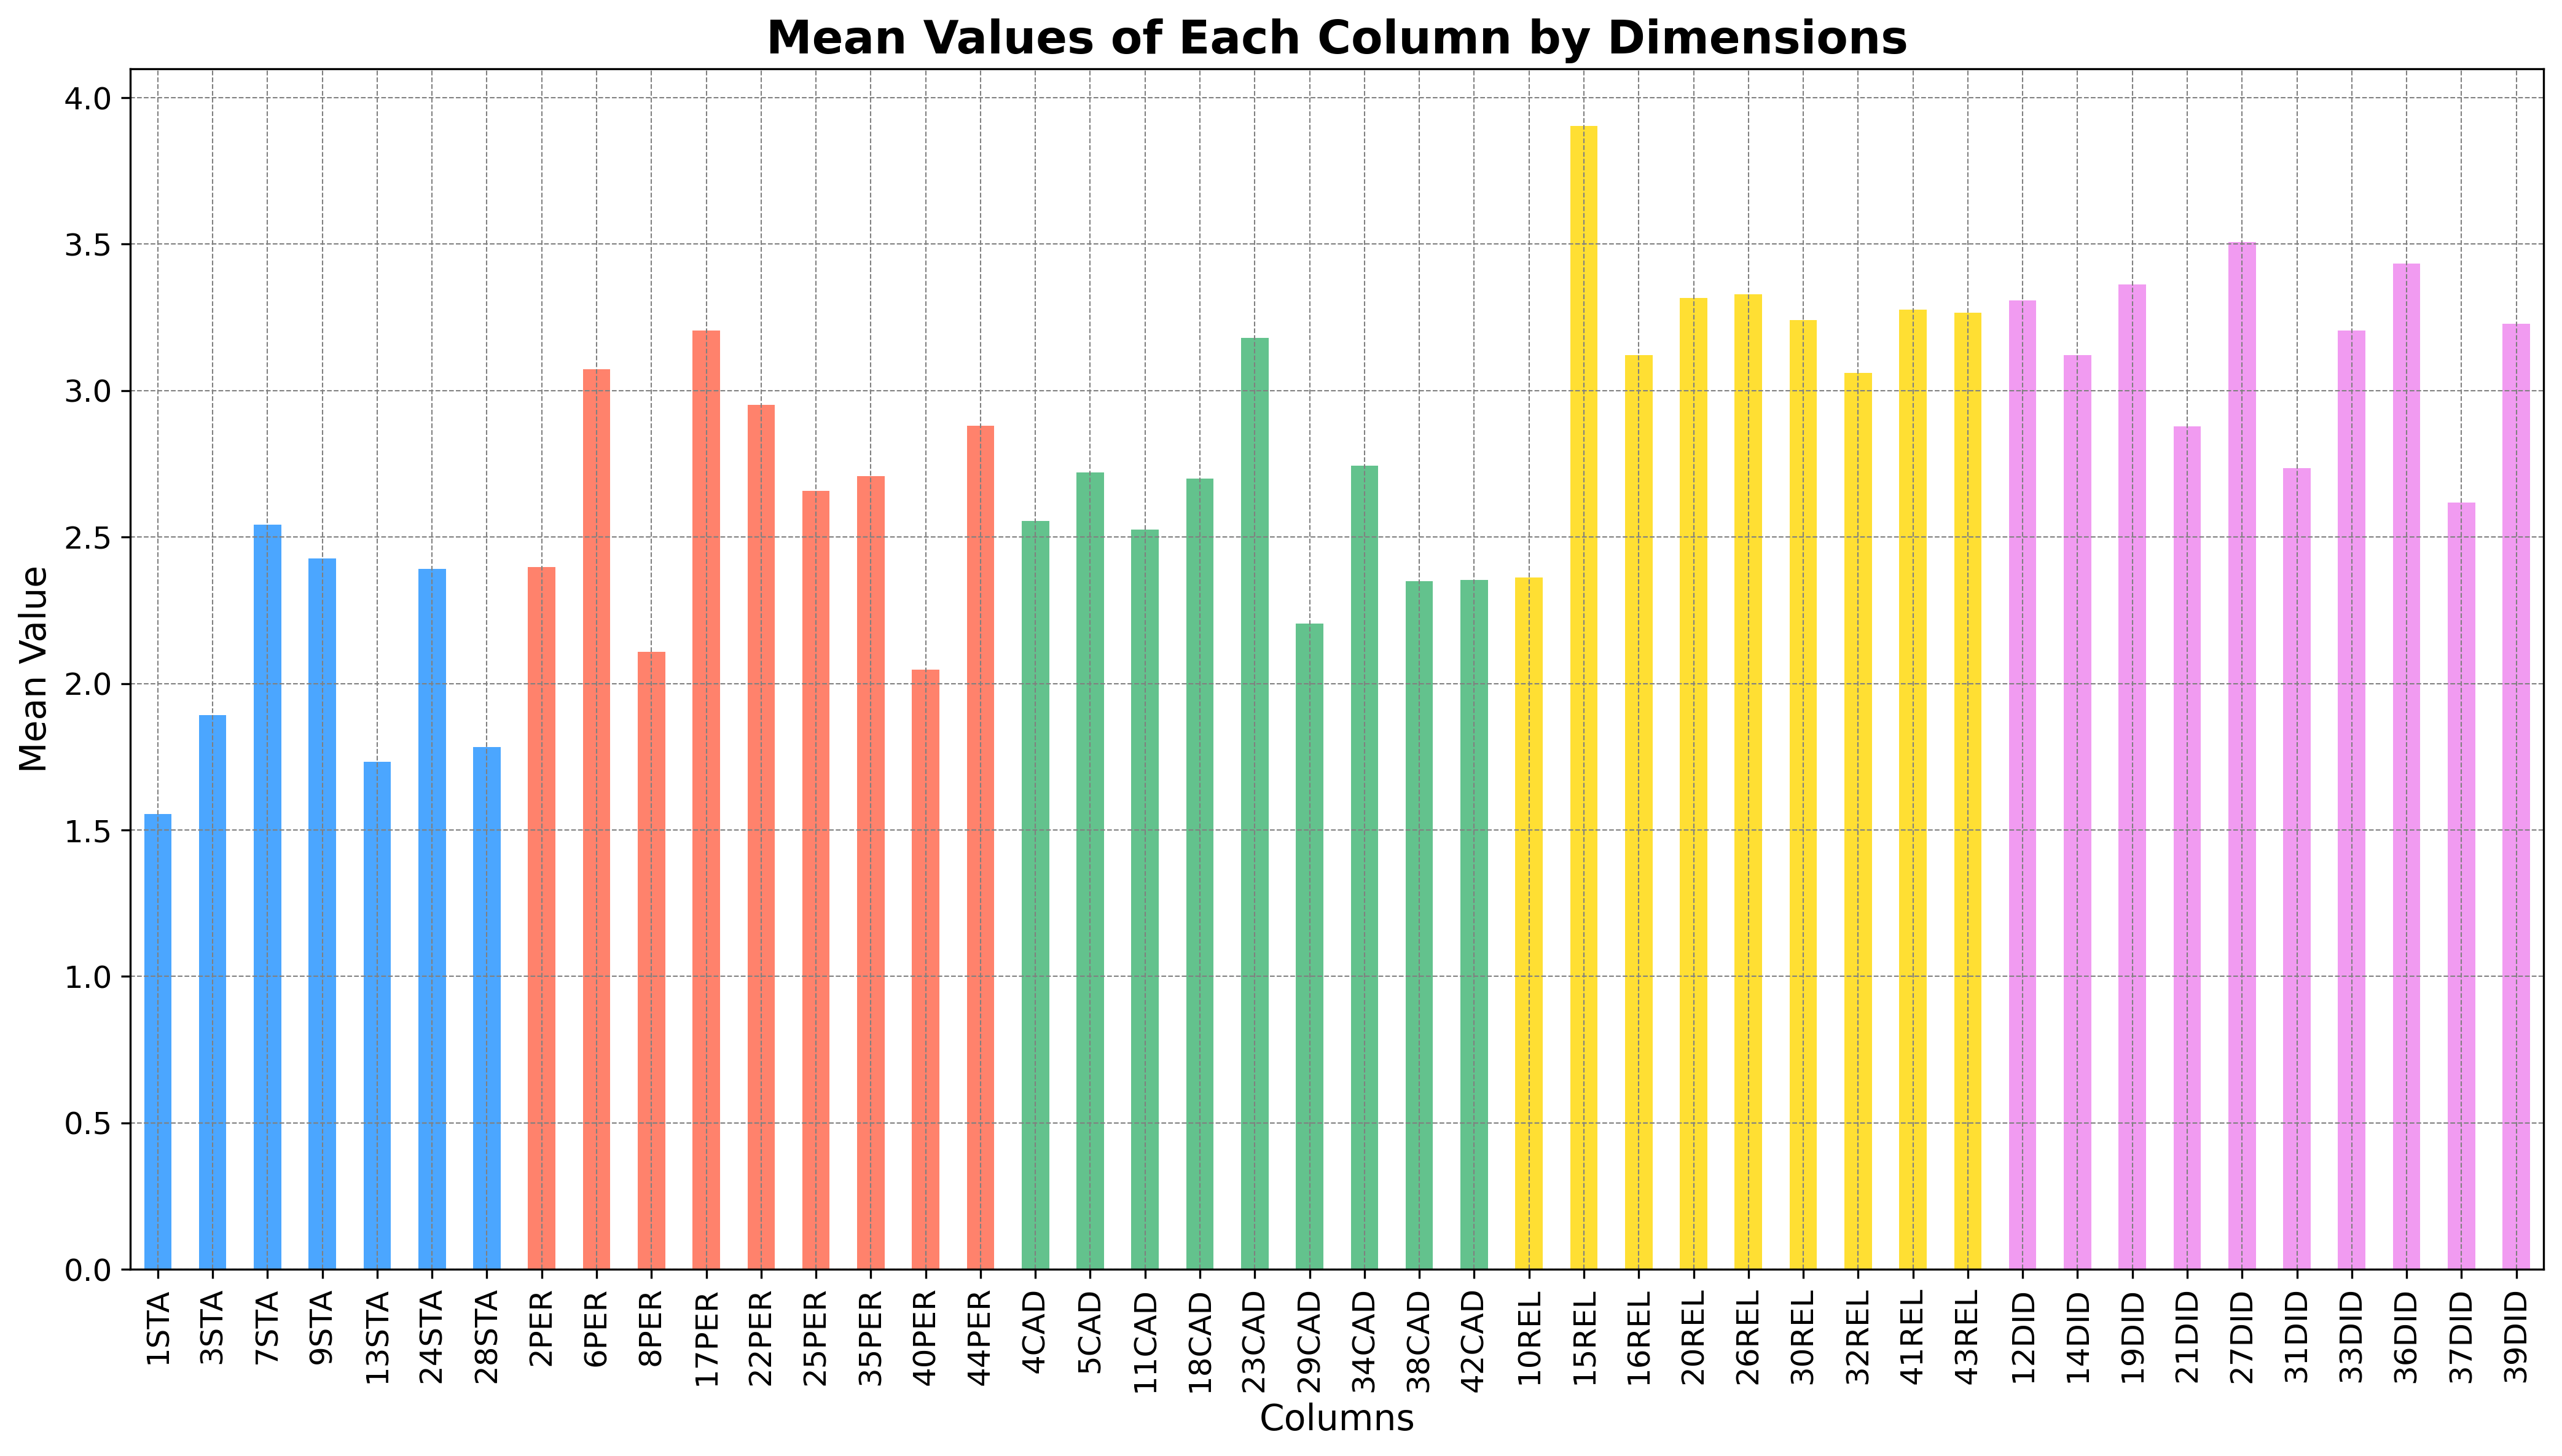 Mean Values of Each Column by Dimensions
Mean Value
4.0
3.5
3.0
2.5
2.0
1.5
1.0
0.5
0.0
1STA
3STA
7STA
9STA
13STA
24STA
28STA
2PER
6PER
8PER
17PER
22PER
25PER
35PER
40PER
44PER
4CAD
5CAD
11CAD
18CAD
23CAD
29CAD
34CAD
38CAD
42CAD
10REL
15REL
16REL
20REL
26REL
30REL
32REL
41REL
43REL
12DID
14DID
19DID
21DID
27DID
31DID
33DID
36DID
37DID
39DID
Columns